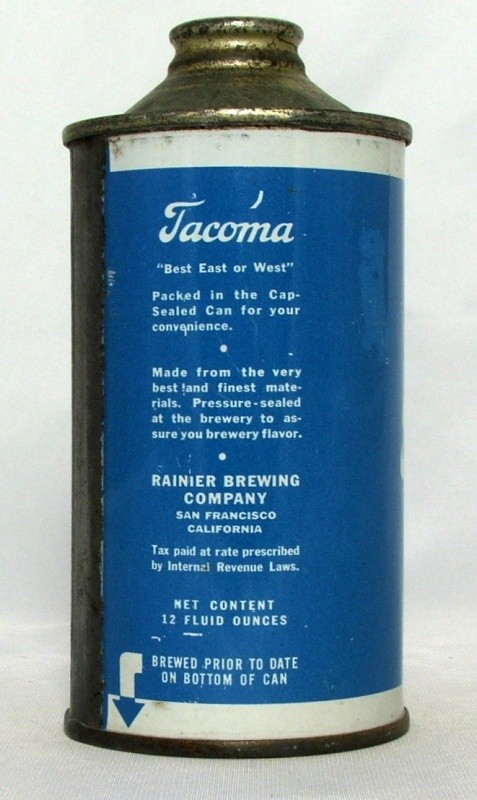 Tacoma
"Best East or West"
Packed in the Cap-
Sealed Can for your
convenience.
Made from the very
best and finest mate-
rials. Pressure-sealed
at the brewery to as-
sure you brewery flavor.
RAINIER BREWING
COMPANY
SAN FRANCISCO
CALIFORNIA
Tax paid at rate prescribed
by Internal Revenue Laws.
NET CONTENT
12 FLUID OUNCES
BREWED PRIOR TO DATE
ON BOTTOM OF CAN